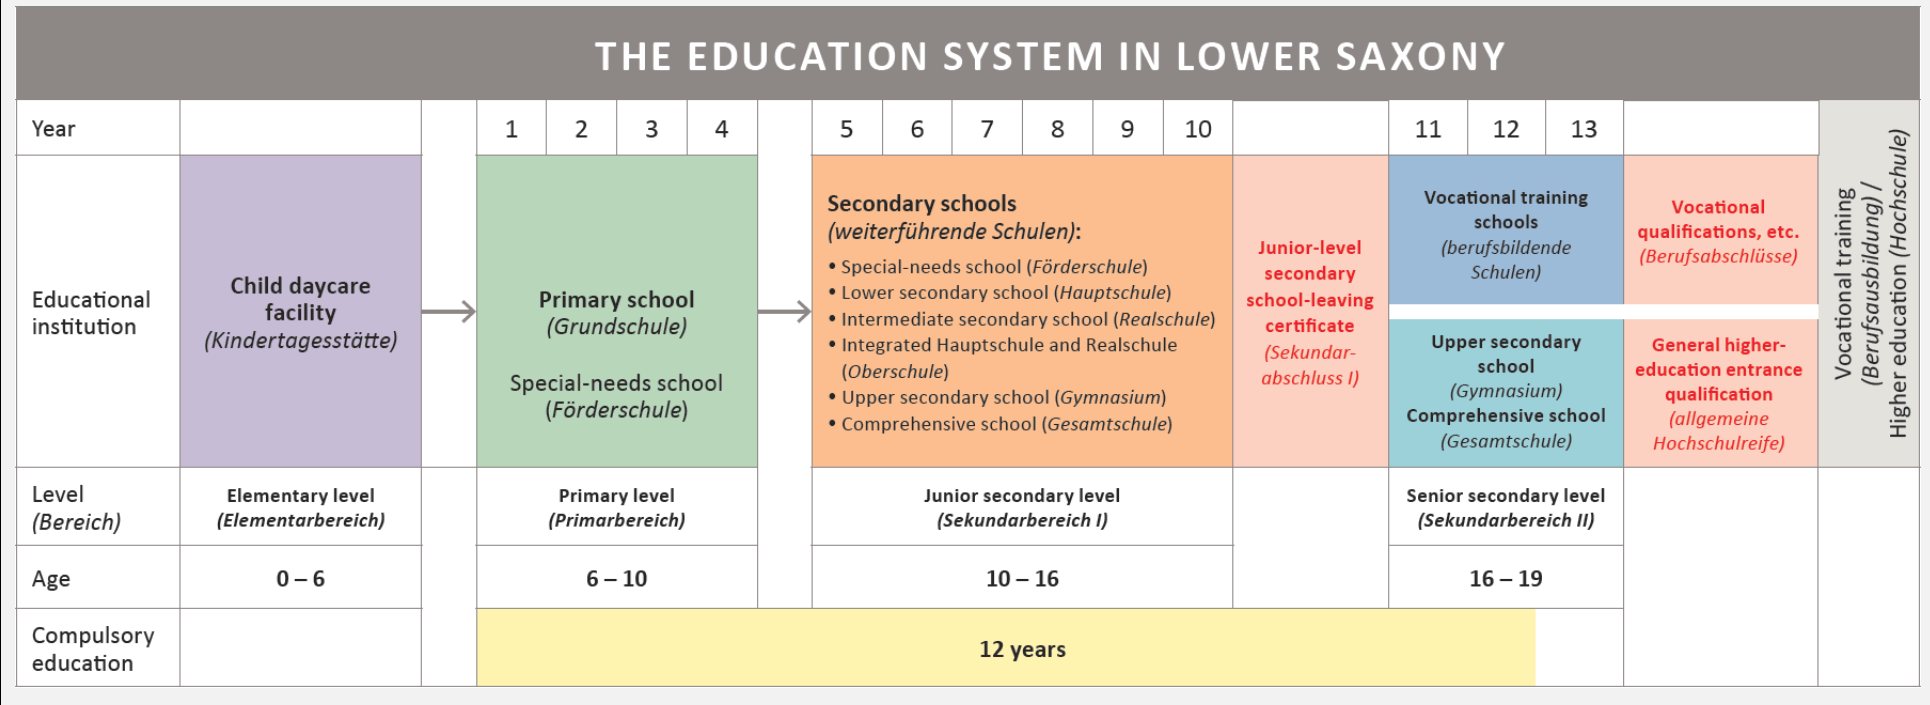 THE EDUCATION SYSTEM IN LOWER SAXONY
Year
1 2 3 4 5 6 7 8 9 10 11 12 13
Educational
institution
Child daycare
facility
(Kindertagesstätte)
Primary school
(Grundschule)
Special-needs school
(Förderschule)
Secondary schools
(weiterführende Schulen):
• Special-needs school (Förderschule)
• Lower secondary school (Hauptschule)
• Intermediate secondary school (Realschule)
• Integrated Hauptschule and Realschule
(Oberschule)
• Upper secondary school (Gymnasium)
• Comprehensive school (Gesamtschule)
Junior-level
secondary
school-leaving
certificate
(Sekundar-
abschluss I)
Vocational training
schools
(berufsbildende
Schulen)
Upper secondary
school
(Gymnasium)
Comprehensive school
(Gesamtschule)
Vocational
qualifications, etc.
(Berufsabschlüsse)
General higher-
education entrance
qualification
(allgemeine
Hochschulreife)
Vocational training
(Berufsausbildung) /
Higher education (Hochschule)
Level
(Bereich)
Elementary level
(Elementarbereich)
Primary level
(Primarbereich)
Junior secondary level
(Sekundarbereich I)
Senior secondary level
(Sekundarbereich II)
Age
0 – 6
6 – 10
10 – 16
16 – 19
Compulsory
education
12 years